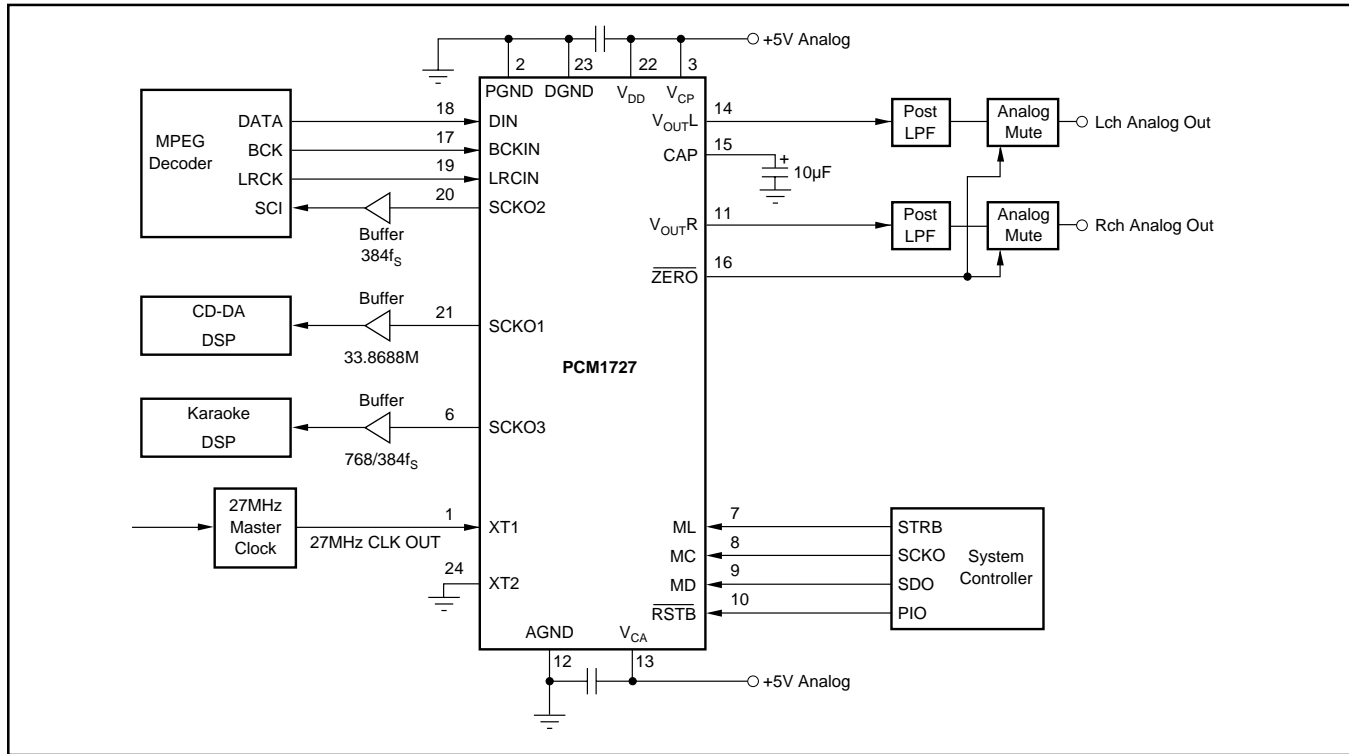 +5V Analog
2 23 22 3
PGND DGND VDD VCP
MPEG
Decoder
DATA 18 DIN
BCK 17 BCKIN
LRCK 19 LRCIN
SCI 20 SCKO2
Buffer
384fS
CD-DA
DSP
Buffer
21 SCKO1
33.8688M
Karaoke
DSP
Buffer
6 SCKO3
768/384fS
27MHz
Master
Clock
27MHz CLK OUT
1 XT1
24 XT2
PCM1727
VOUTL 14
Post
LPF
Analog
Mute
Lch Analog Out
CAP 15
+
10µF
VOUTR 11
Post
LPF
Analog
Mute
Rch Analog Out
ZERO 16
ML 7 STRB
MC 8 SCKO
MD 9 SDO
RSTB 10 PIO
System
Controller
AGND VCA
12 13
+5V Analog